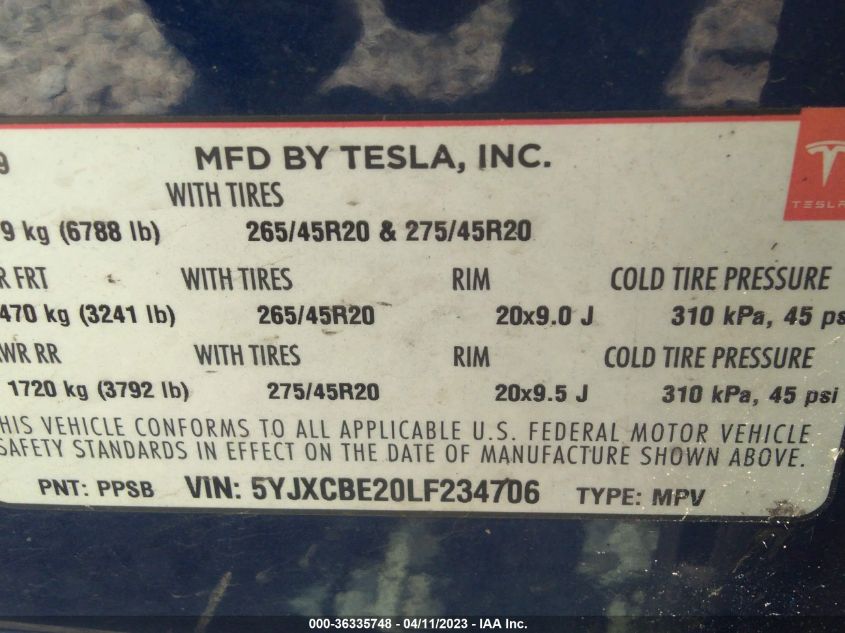 9 MFD BY TESLA, INC.
TESLA
WITH TIRES
9 kg (6788 lb) 265/45R20 & 275/45R20
R FRT WITH TIRES RIM COLD TIRE PRESSURE
470 kg (3241 lb) 265/45R20 20x9.0 J 310 kPa, 45 ps
WR RR WITH TIRES RIM COLD TIRE PRESSURE
1720 kg (3792 lb) 275/45R20 20x9.5 J 310 kPa, 45 psi
HIS VEHICLE CONFORMS TO ALL APPLICABLE U.S. FEDERAL MOTOR VEHICLE
SAFETY STANDARDS IN EFFECT ON THE DATE OF MANUFACTURE SHOWN ABOVE.
PNT: PPSB VIN: 5YJXCBE20LF234706 TYPE: MPV
000-36335748 - 04/11/2023 - IAA Inc.